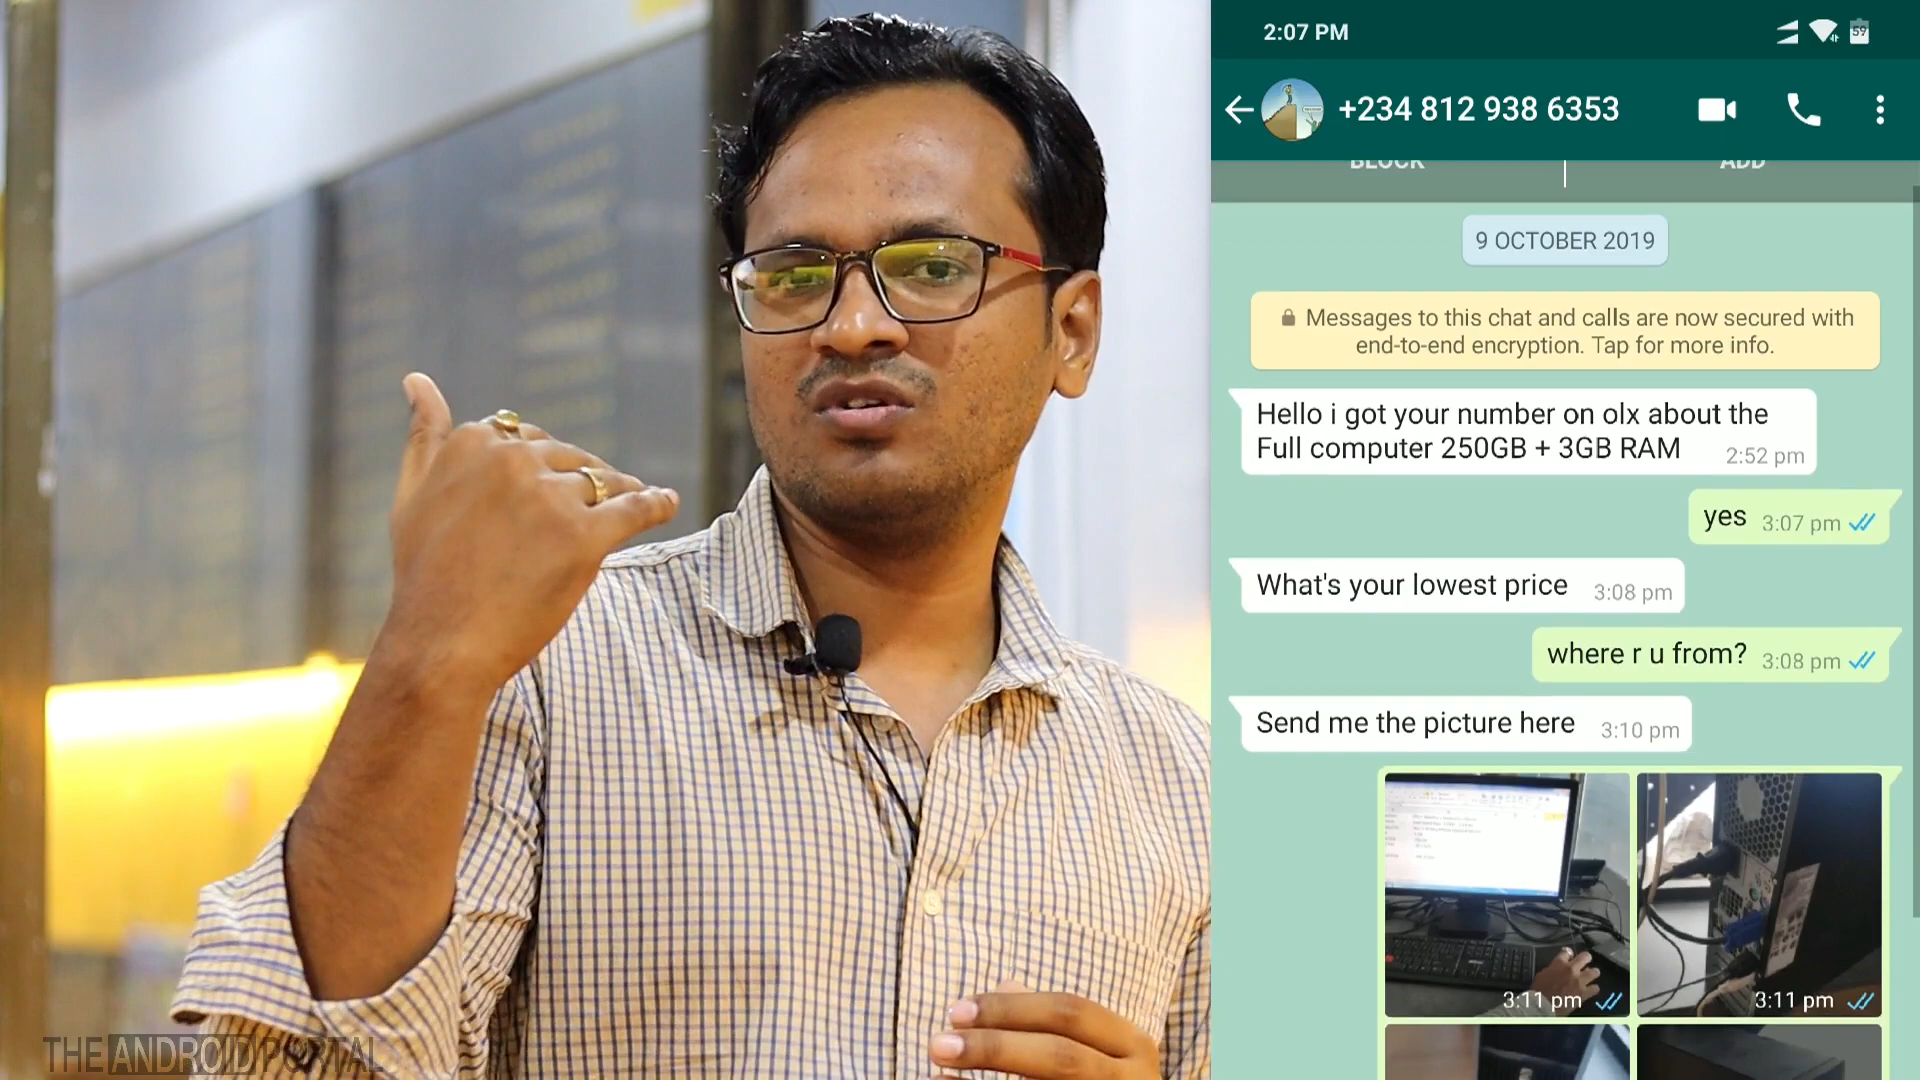 2:07 PM
59
+234 812 938 6353
BLOCK
ADD
9 OCTOBER 2019
Messages to this chat and calls are now secured with
end-to-end encryption. Tap for more info.
Hello i got your number on olx about the
Full computer 250GB + 3GB RAM
2:52 pm
yes 3:07 pm
What's your lowest price 3:08 pm
where r u from? 3:08 pm
Send me the picture here 3:10 pm
3:11 pm
3:11 pm
THE ANDROID PORTAL